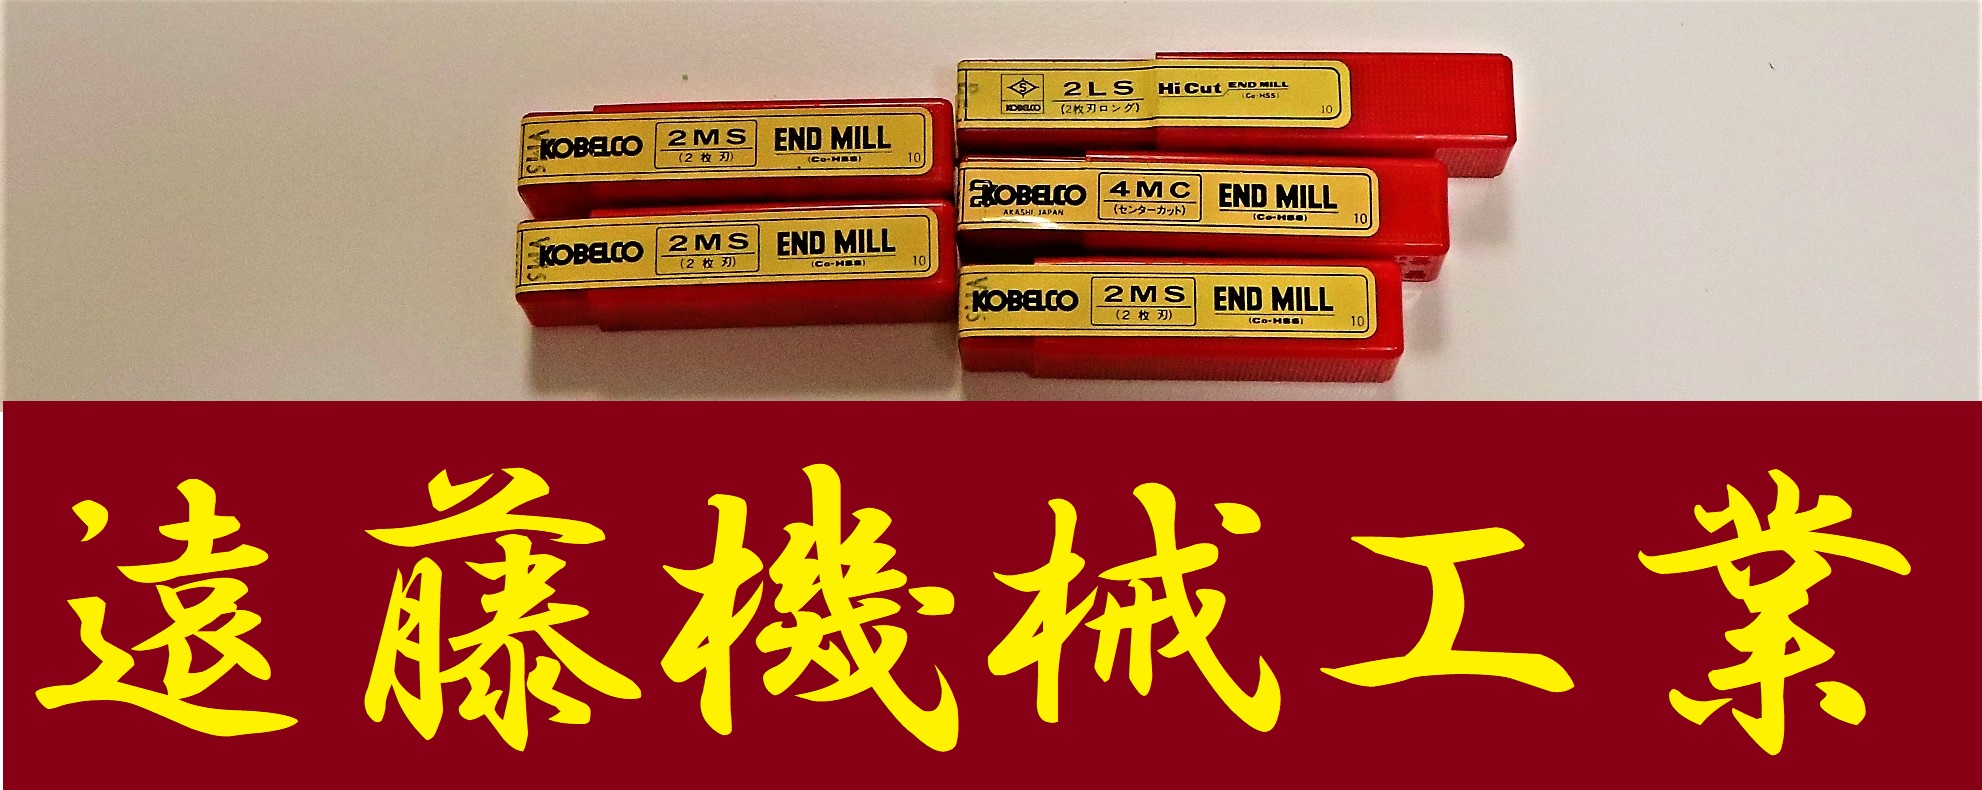 KOBELCO 2MS END MILL
(2枚刃) (Co-HSS) 10
KOBELCO 2MS END MILL
(2枚刃) (Co-HSS) 10
S KOBELCO 2LS Hi Cut END MILL
(2枚刃ロング) (Co-HSS) 10
KOBELCO 4MC END MILL
AKASHI JAPAN (センターカット) (Co-HSS) 10
KOBELCO 2MS END MILL
(2枚刃) (Co-HSS) 10
遠藤機械工業